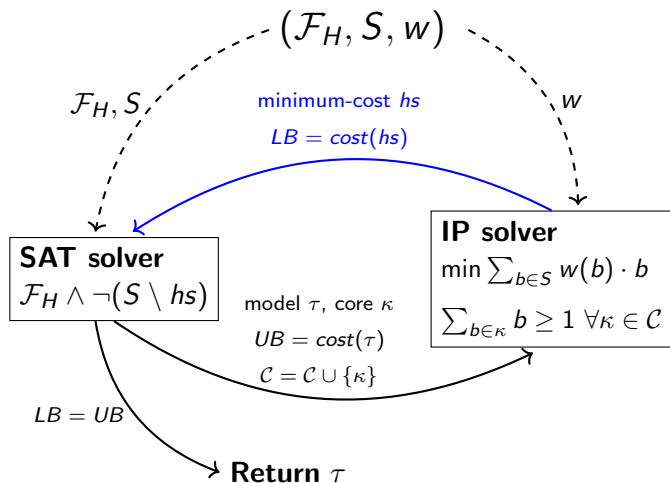 (𝓕_H, S, w)
𝓕_H, S
w
minimum-cost hs
LB = cost(hs)
SAT solver
𝓕_H ∧ ¬(S \ hs)
IP solver
min ∑_{b∈S} w(b) · b
∑_{b∈κ} b ≥ 1 ∀κ ∈ 𝒞
model τ, core κ
UB = cost(τ)
𝒞 = 𝒞 ∪ {κ}
LB = UB
Return τ